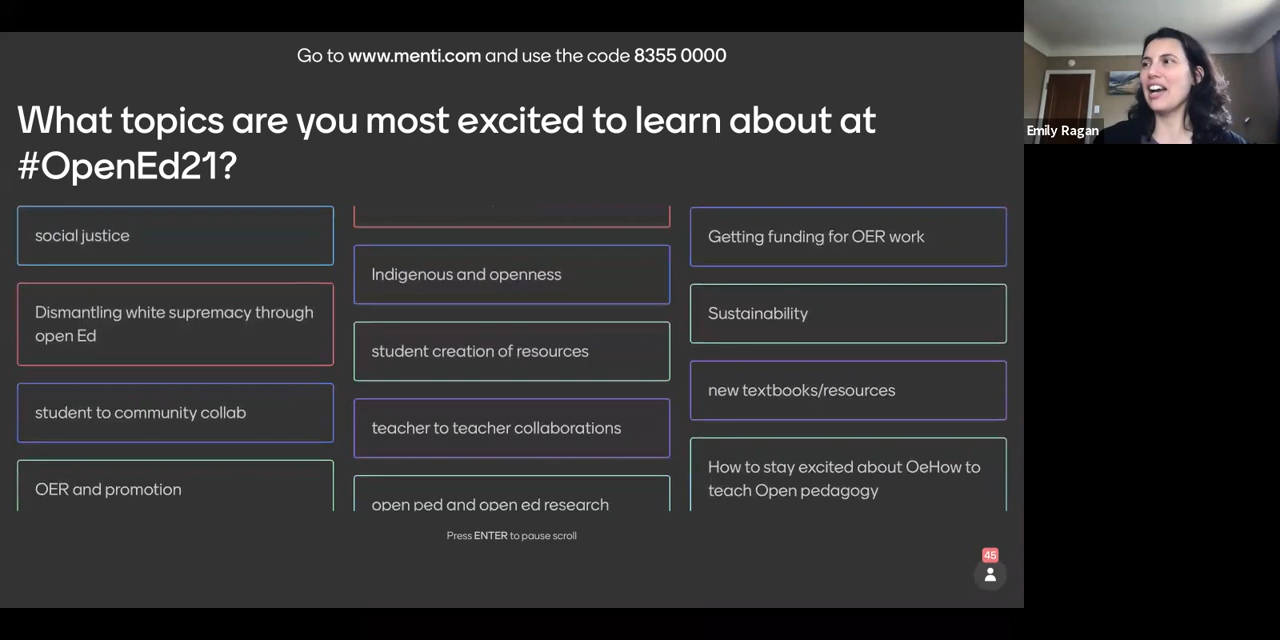 Go to www.menti.com and use the code 8355 0000
What topics are you most excited to learn about at
#OpenEd21?
social justice
Dismantling white supremacy through
open Ed
student to community collab
OER and promotion
Indigenous and openness
student creation of resources
teacher to teacher collaborations
open ped and open ed research
Getting funding for OER work
Sustainability
new textbooks/resources
How to stay excited about OeHow to
teach Open pedagogy
Press ENTER to pause scroll
45
Emily Ragan